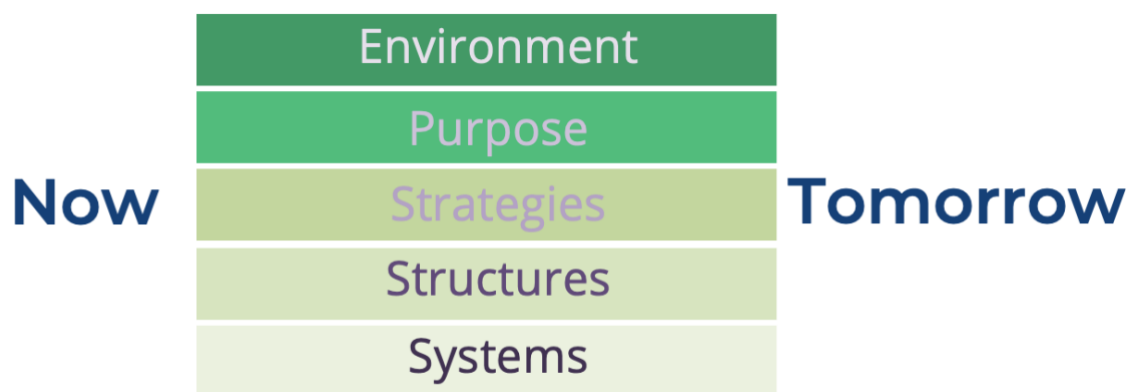 Environment
Purpose
Now
Strategies
Tomorrow
Structures
Systems